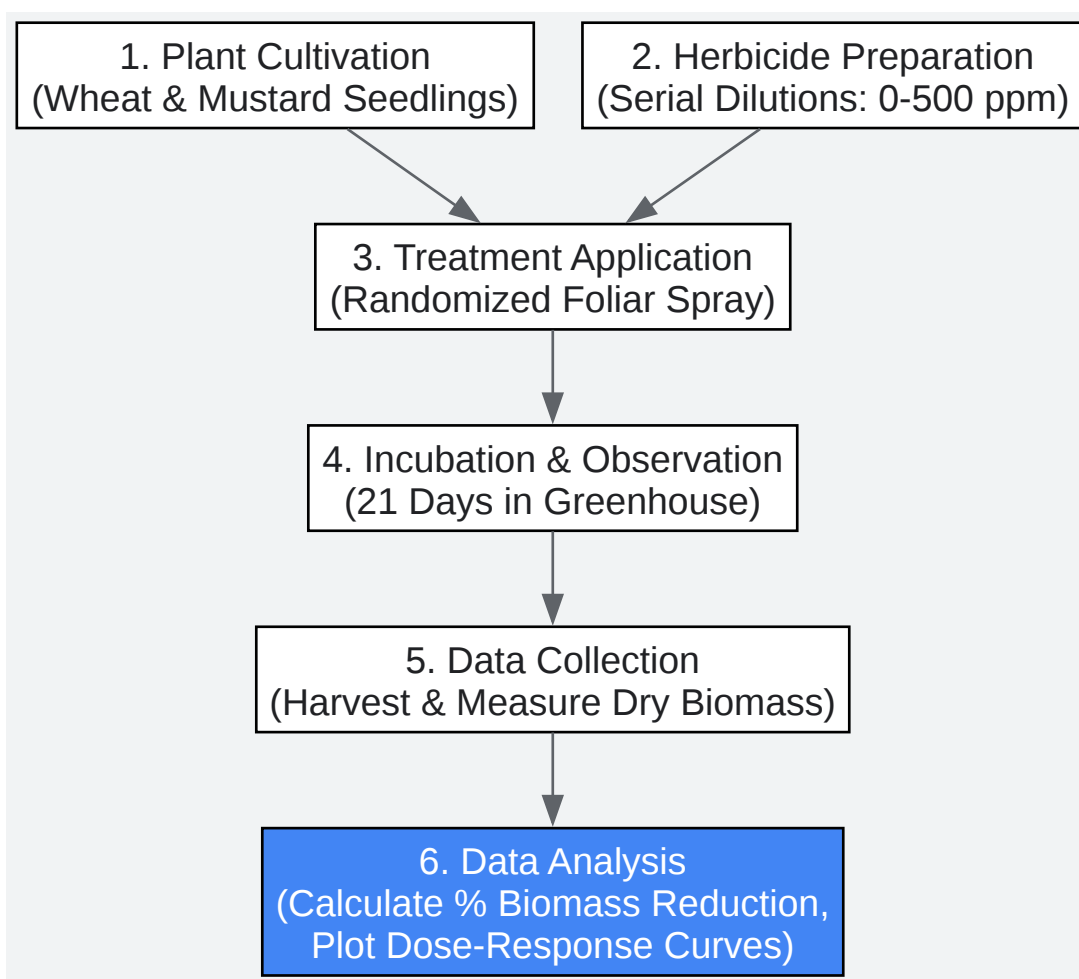 1. Plant Cultivation
(Wheat & Mustard Seedlings)
2. Herbicide Preparation
(Serial Dilutions: 0-500 ppm)
3. Treatment Application
(Randomized Foliar Spray)
4. Incubation & Observation
(21 Days in Greenhouse)
5. Data Collection
(Harvest & Measure Dry Biomass)
6. Data Analysis
(Calculate % Biomass Reduction,
Plot Dose-Response Curves)